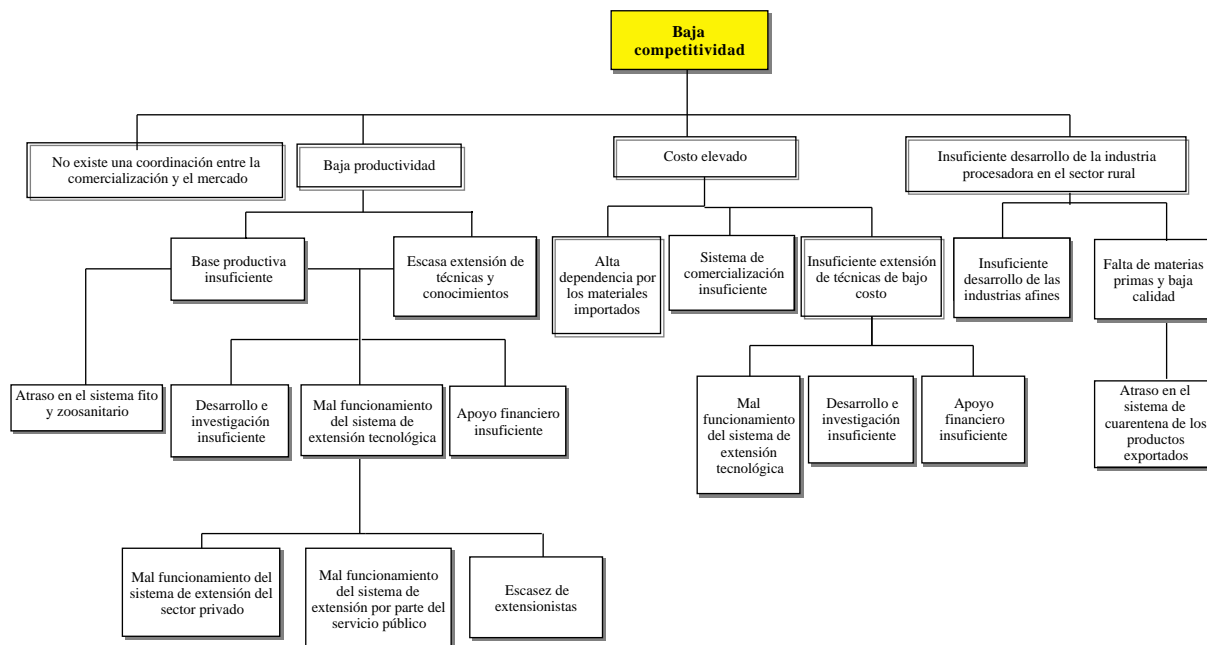 Baja
competitividad
No existe una coordinación entre la
comercialización y el mercado
Baja productividad
Costo elevado
Insuficiente desarrollo de la industria
procesadora en el sector rural
Base productiva
insuficiente
Escasa extensión de
técnicas y
conocimientos
Alta
dependencia por
los materiales
importados
Sistema de
comercialización
insuficiente
Insuficiente extensión
de técnicas de bajo
costo
Insuficiente
desarrollo de las
industrias afines
Falta de materias
primas y baja
calidad
Atraso en el sistema fito
y zoosanitario
Desarrollo e
investigación
insuficiente
Mal funcionamiento
del sistema de
extensión tecnológica
Apoyo financiero
insuficiente
Mal
funcionamiento
del sistema de
extensión
tecnológica
Desarrollo e
investigación
insuficiente
Apoyo
financiero
insuficiente
Atraso en el
sistema de
cuarentena de los
productos
exportados
Mal funcionamiento del
sistema de extensión del
sector privado
Mal funcionamiento
del sistema de
extensión por parte del
servicio público
Escasez de
extensionistas